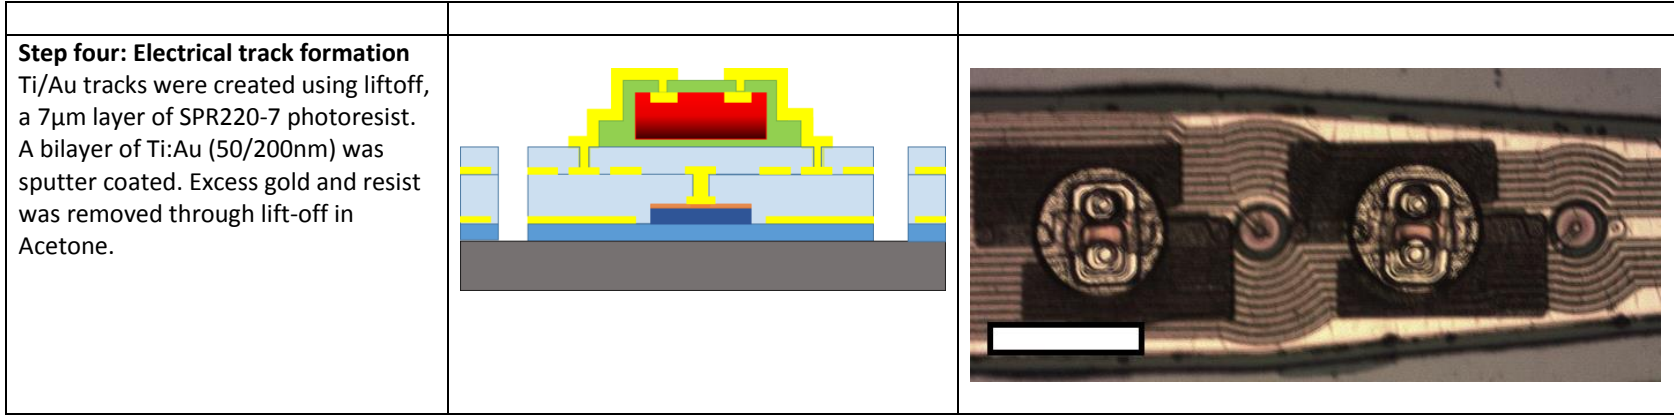 Step four: Electrical track formation
Ti/Au tracks were created using liftoff,
a 7µm layer of SPR220-7 photoresist.
A bilayer of Ti:Au (50/200nm) was
sputter coated. Excess gold and resist
was removed through lift-off in
Acetone.